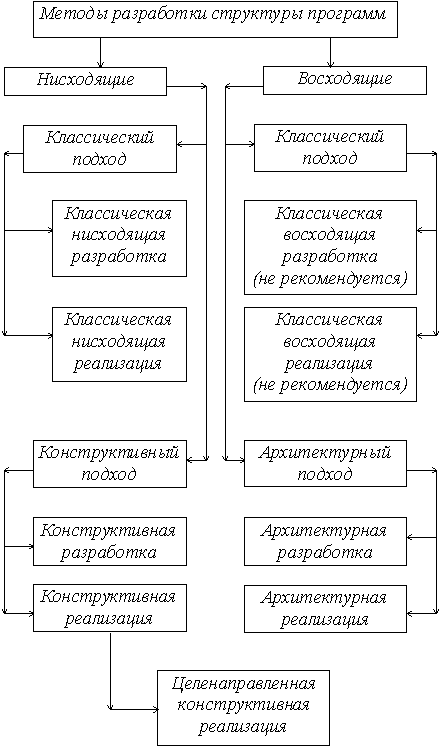 Методы разработки структуры программ
Нисходящие
Восходящие
Классический
подход
Классический
подход
Классическая
нисходящая
разработка
Классическая
восходящая
разработка
(не рекомендуется)
Классическая
нисходящая
реализация
Классическая
восходящая
реализация
(не рекомендуется)
Конструктивный
подход
Архитектурный
подход
Конструктивная
разработка
Архитектурная
разработка
Конструктивная
реализация
Архитектурная
реализация
Целенаправленная
конструктивная
реализация